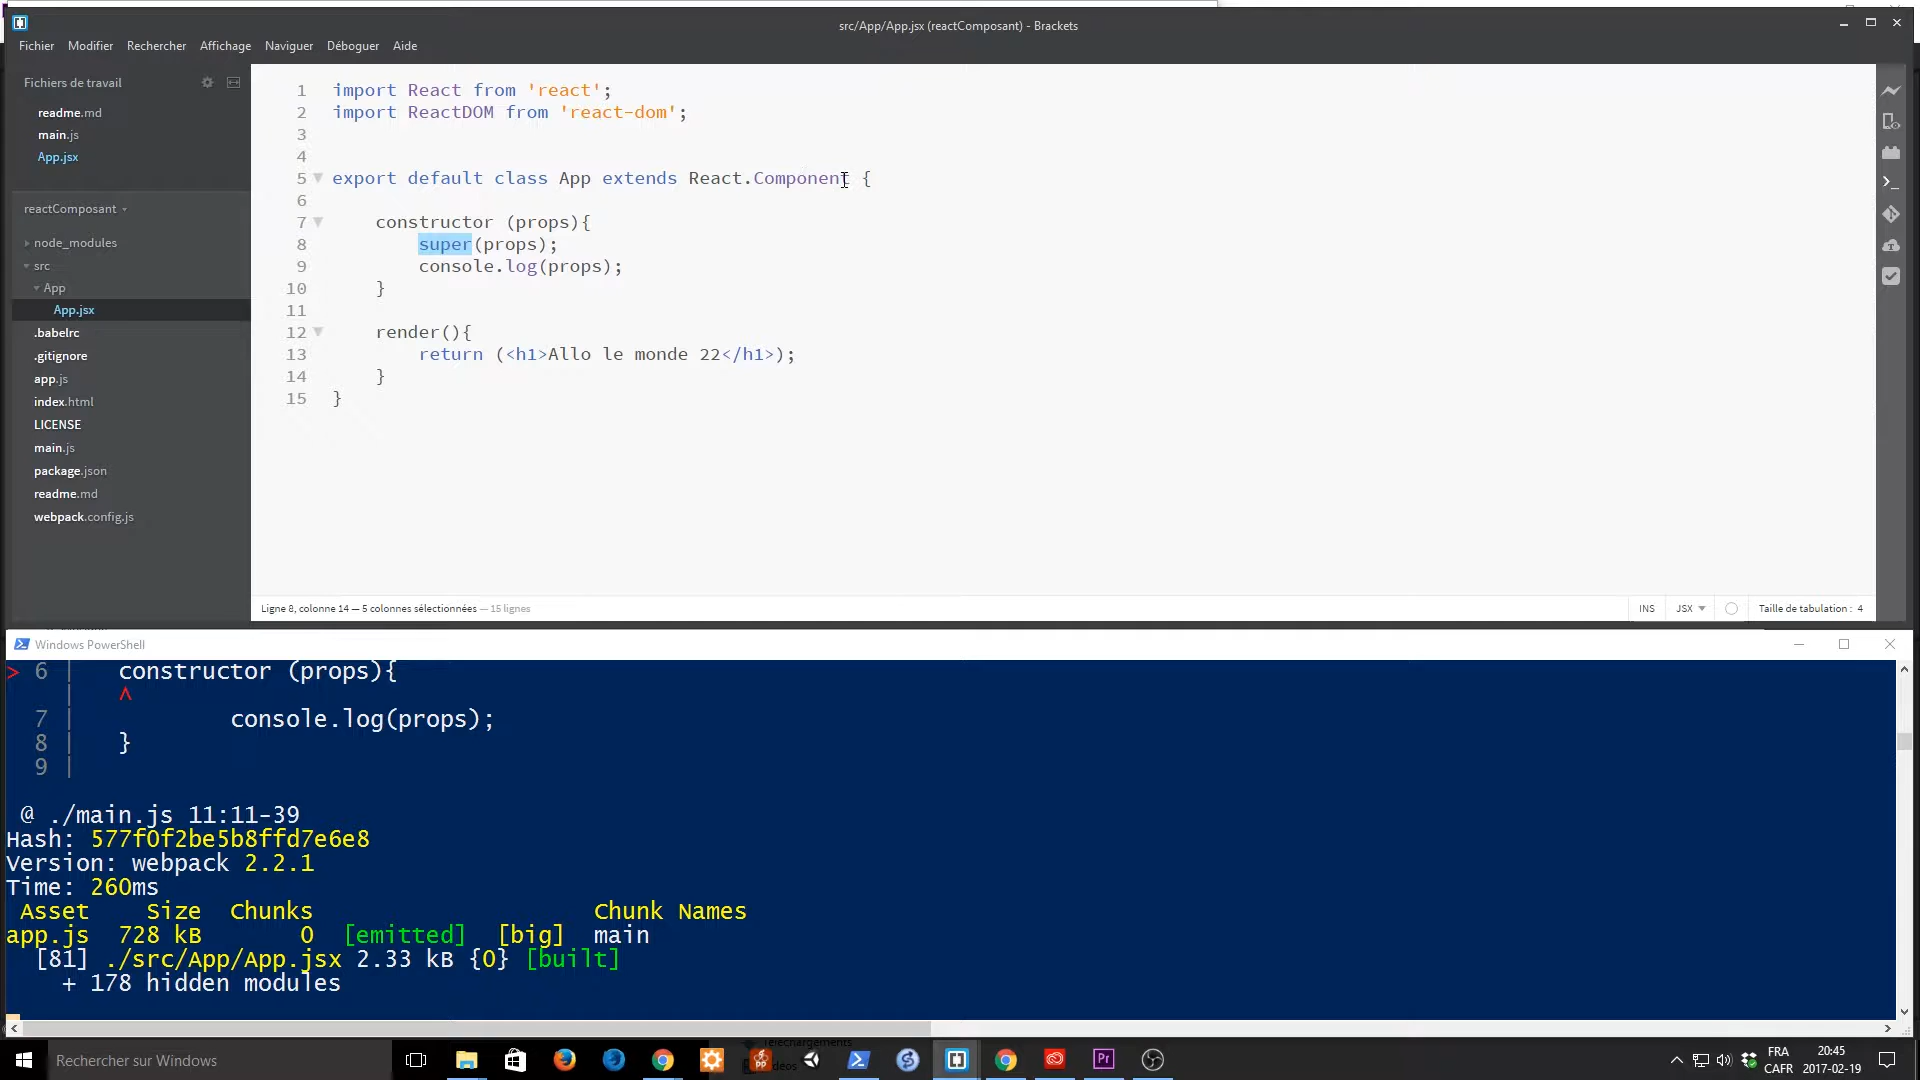 src/App/App.jsx (reactComposant) - Brackets
Fichier Modifier Rechercher Affichage Naviguer Déboguer Aide
Fichiers de travail
readme.md
main.js
App.jsx
reactComposant
node_modules
src
App
App.jsx
.babelrc
.gitignore
app.js
index.html
LICENSE
main.js
package.json
readme.md
webpack.config.js
1 import React from 'react';
2 import ReactDOM from 'react-dom';
3
4
5 export default class App extends React.Component {
6
7 constructor (props){
8 super(props);
9 console.log(props);
10 }
11
12 render(){
13 return (<h1>Allo le monde 22</h1>);
14 }
15 }
Ligne 8, colonne 14 — 5 colonnes sélectionnées — 15 lignes
INS JSX Taille de tabulation : 4
Windows PowerShell
> 6 | constructor (props){
| ^
7 | console.log(props);
8 | }
9 |
@ ./main.js 11:11-39
Hash: 577f0f2be5b8ffd7e6e8
Version: webpack 2.2.1
Time: 260ms
Asset Size Chunks Chunk Names
app.js 728 kB 0 [emitted] [big] main
[81] ./src/App/App.jsx 2.33 kB {0} [built]
+ 178 hidden modules
Rechercher sur Windows
Téléchargements
FRA
CAFR
20:45
2017-02-19